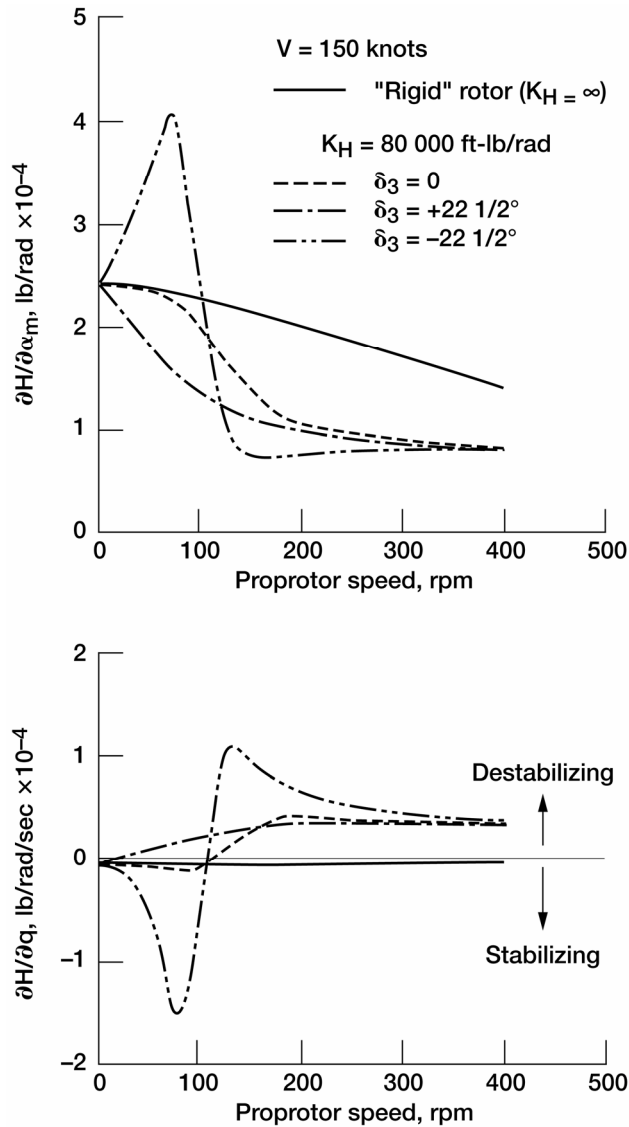 5
V = 150 knots
"Rigid" rotor (K_H = ∞)
4
K_H = 80 000 ft-lb/rad
δ₃ = 0
δ₃ = +22 1/2°
3
δ₃ = −22 1/2°
∂H/∂α_m, lb/rad ×10⁻⁴
2
1
0
0 100 200 300 400 500
Proprotor speed, rpm
2
1
Destabilizing
∂H/∂q, lb/rad/sec ×10⁻⁴
0
Stabilizing
−1
−2
0 100 200 300 400 500
Proprotor speed, rpm